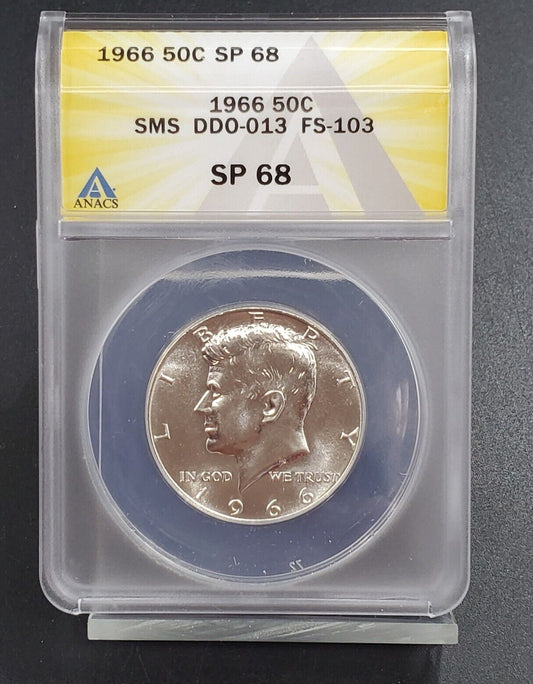 1966 50C SP 68
1966 50C
SMS DDO-013 FS-103
SP 68
ANACS
LIBERTY
IN GOD WE TRUST
1966